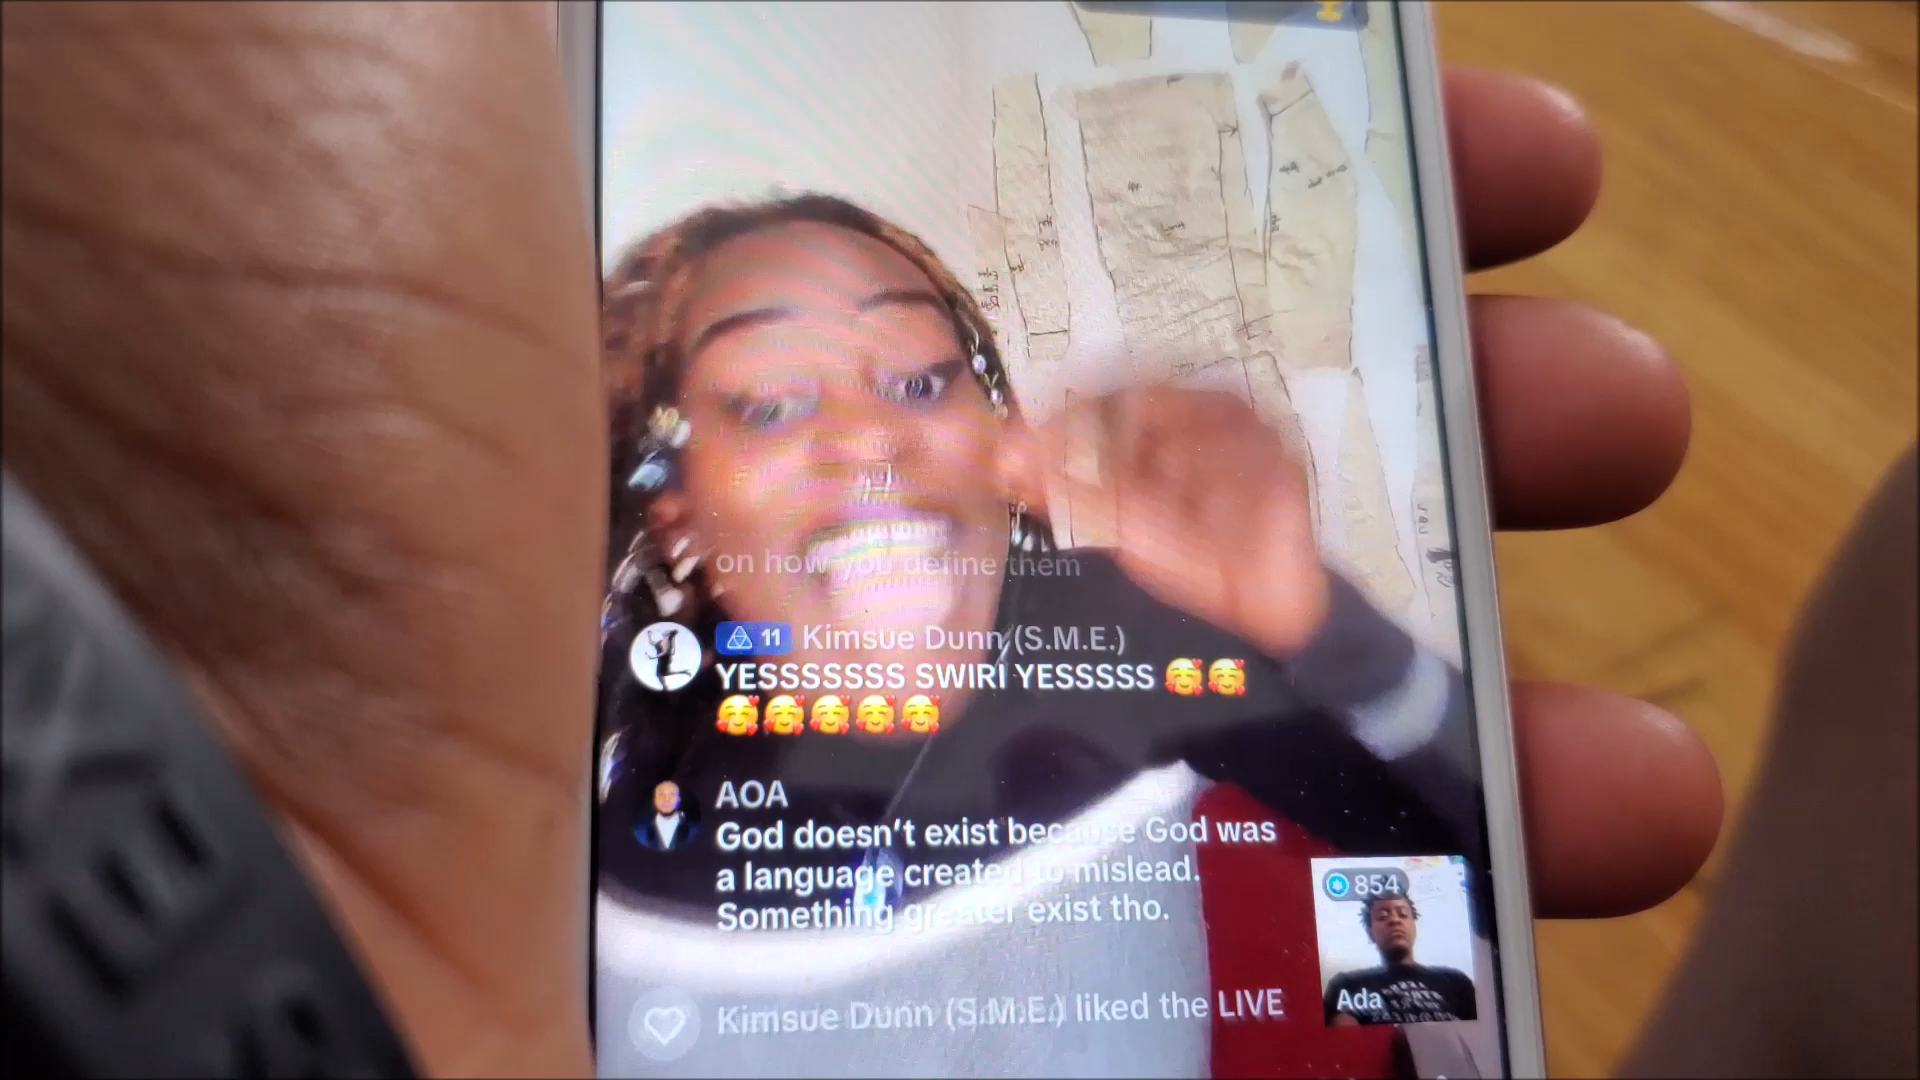 on how you define them
11 Kimsue Dunn (S.M.E.)
YESSSSSSS SWIRI YESSSSS 🥰🥰
🥰🥰🥰🥰🥰
AOA
God doesn't exist because God was
a language created to mislead.
Something greater exist tho.
854
Ada
Kimsue Dunn (S.M.E.) liked the LIVE